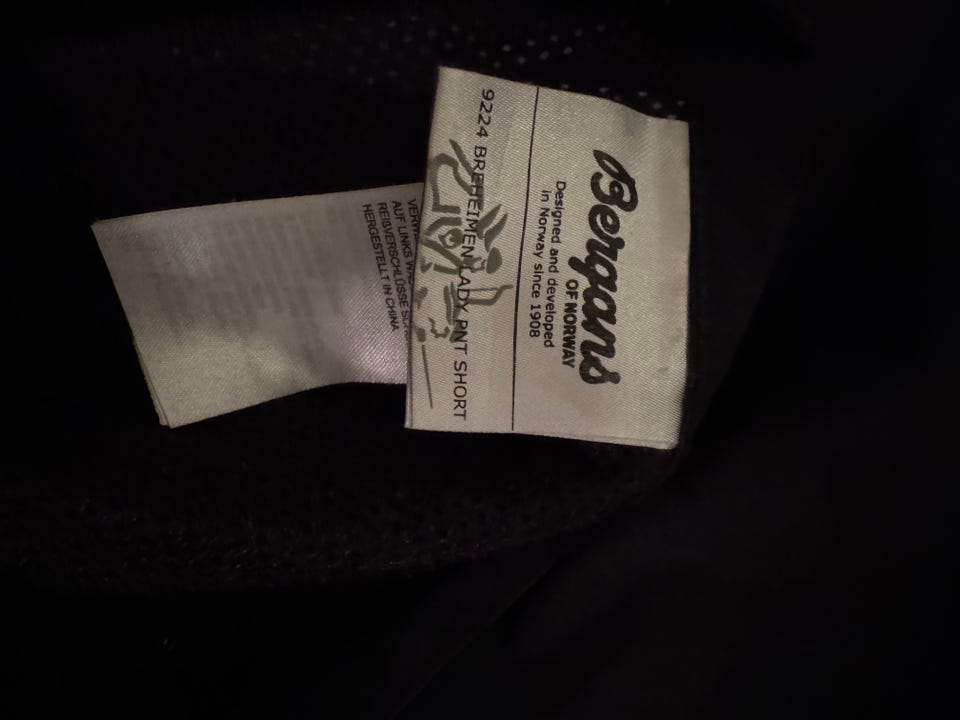 Bergans
OF NORWAY
Designed and developed
in Norway since 1908
9224 BREHEIMEN LADY PNT SHORT
AUF LINKS
REIßVERSCHLÜSSE
HERGESTELLT IN CHINA